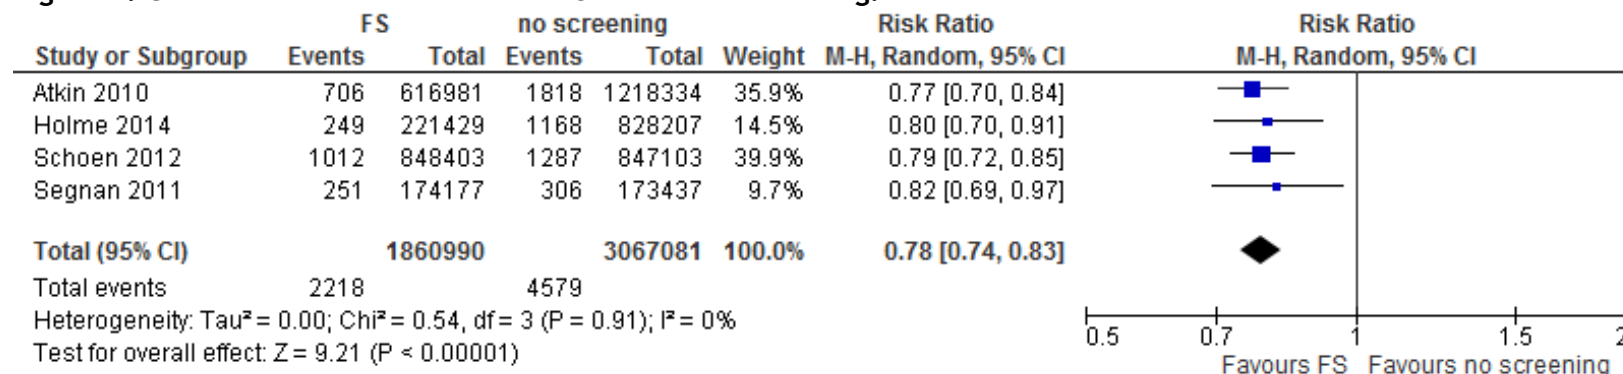 FS no screening Risk Ratio Risk Ratio
Study or Subgroup Events Total Events Total Weight M-H, Random, 95% CI M-H, Random, 95% CI
Atkin 2010 706 616981 1818 1218334 35.9% 0.77 [0.70, 0.84]
Holme 2014 249 221429 1168 828207 14.5% 0.80 [0.70, 0.91]
Schoen 2012 1012 848403 1287 847103 39.9% 0.79 [0.72, 0.85]
Segnan 2011 251 174177 306 173437 9.7% 0.82 [0.69, 0.97]
Total (95% CI) 1860990 3067081 100.0% 0.78 [0.74, 0.83]
Total events 2218 4579
Heterogeneity: Tau² = 0.00; Chi² = 0.54, df = 3 (P = 0.91); I² = 0%
Test for overall effect: Z = 9.21 (P < 0.00001)
0.5 0.7 1 1.5 2
Favours FS Favours no screening